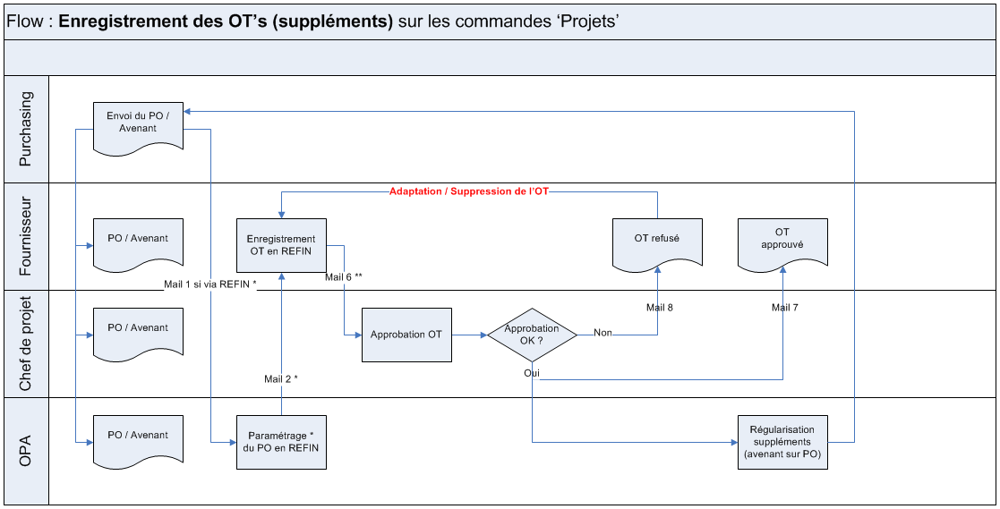 Flow : Enregistrement des OT’s (suppléments) sur les commandes ‘Projets’
Purchasing
Envoi du PO /
Avenant
Fournisseur
Adaptation / Suppression de l’OT
PO / Avenant
Enregistrement
OT en REFIN
OT refusé
OT
approuvé
Mail 1 si via REFIN *
Mail 6 **
Chef de projet
Mail 8
Mail 7
PO / Avenant
Approbation OT
Approbation
OK ?
Non
Oui
Mail 2 *
OPA
PO / Avenant
Paramétrage *
du PO en REFIN
Régularisation
suppléments
(avenant sur PO)